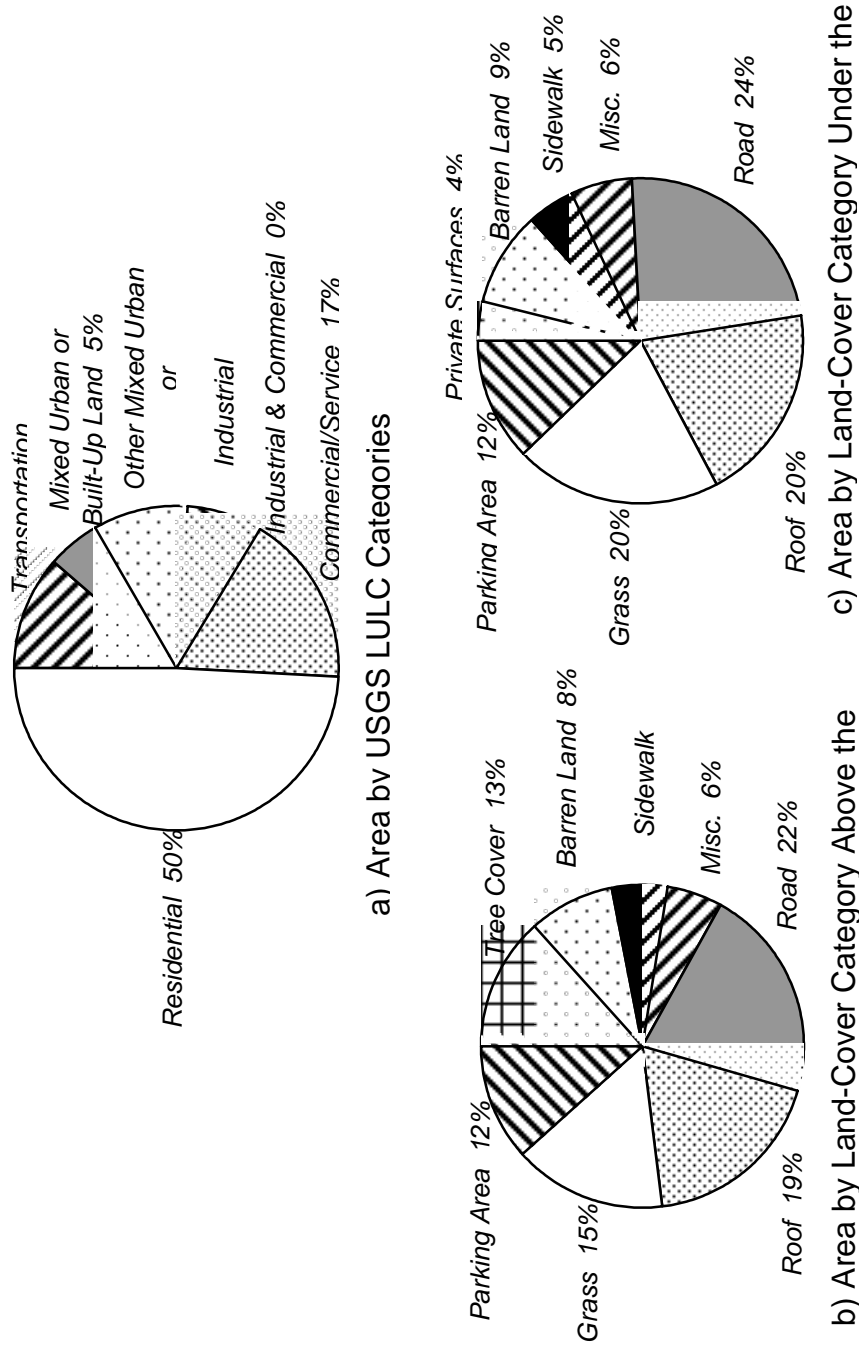 Transportation
Mixed Urban or
Built-Up Land 5%
Other Mixed Urban
or
Industrial
Industrial & Commercial 0%
Commercial/Service 17%
Residential 50%
a) Area by USGS LULC Categories
Tree Cover 13%
Barren Land 8%
Sidewalk
Misc. 6%
Road 22%
Roof 19%
Grass 15%
Parking Area 12%
b) Area by Land-Cover Category Above the
Private Surfaces 4%
Barren Land 9%
Sidewalk 5%
Misc. 6%
Road 24%
Roof 20%
Grass 20%
Parking Area 12%
c) Area by Land-Cover Category Under the